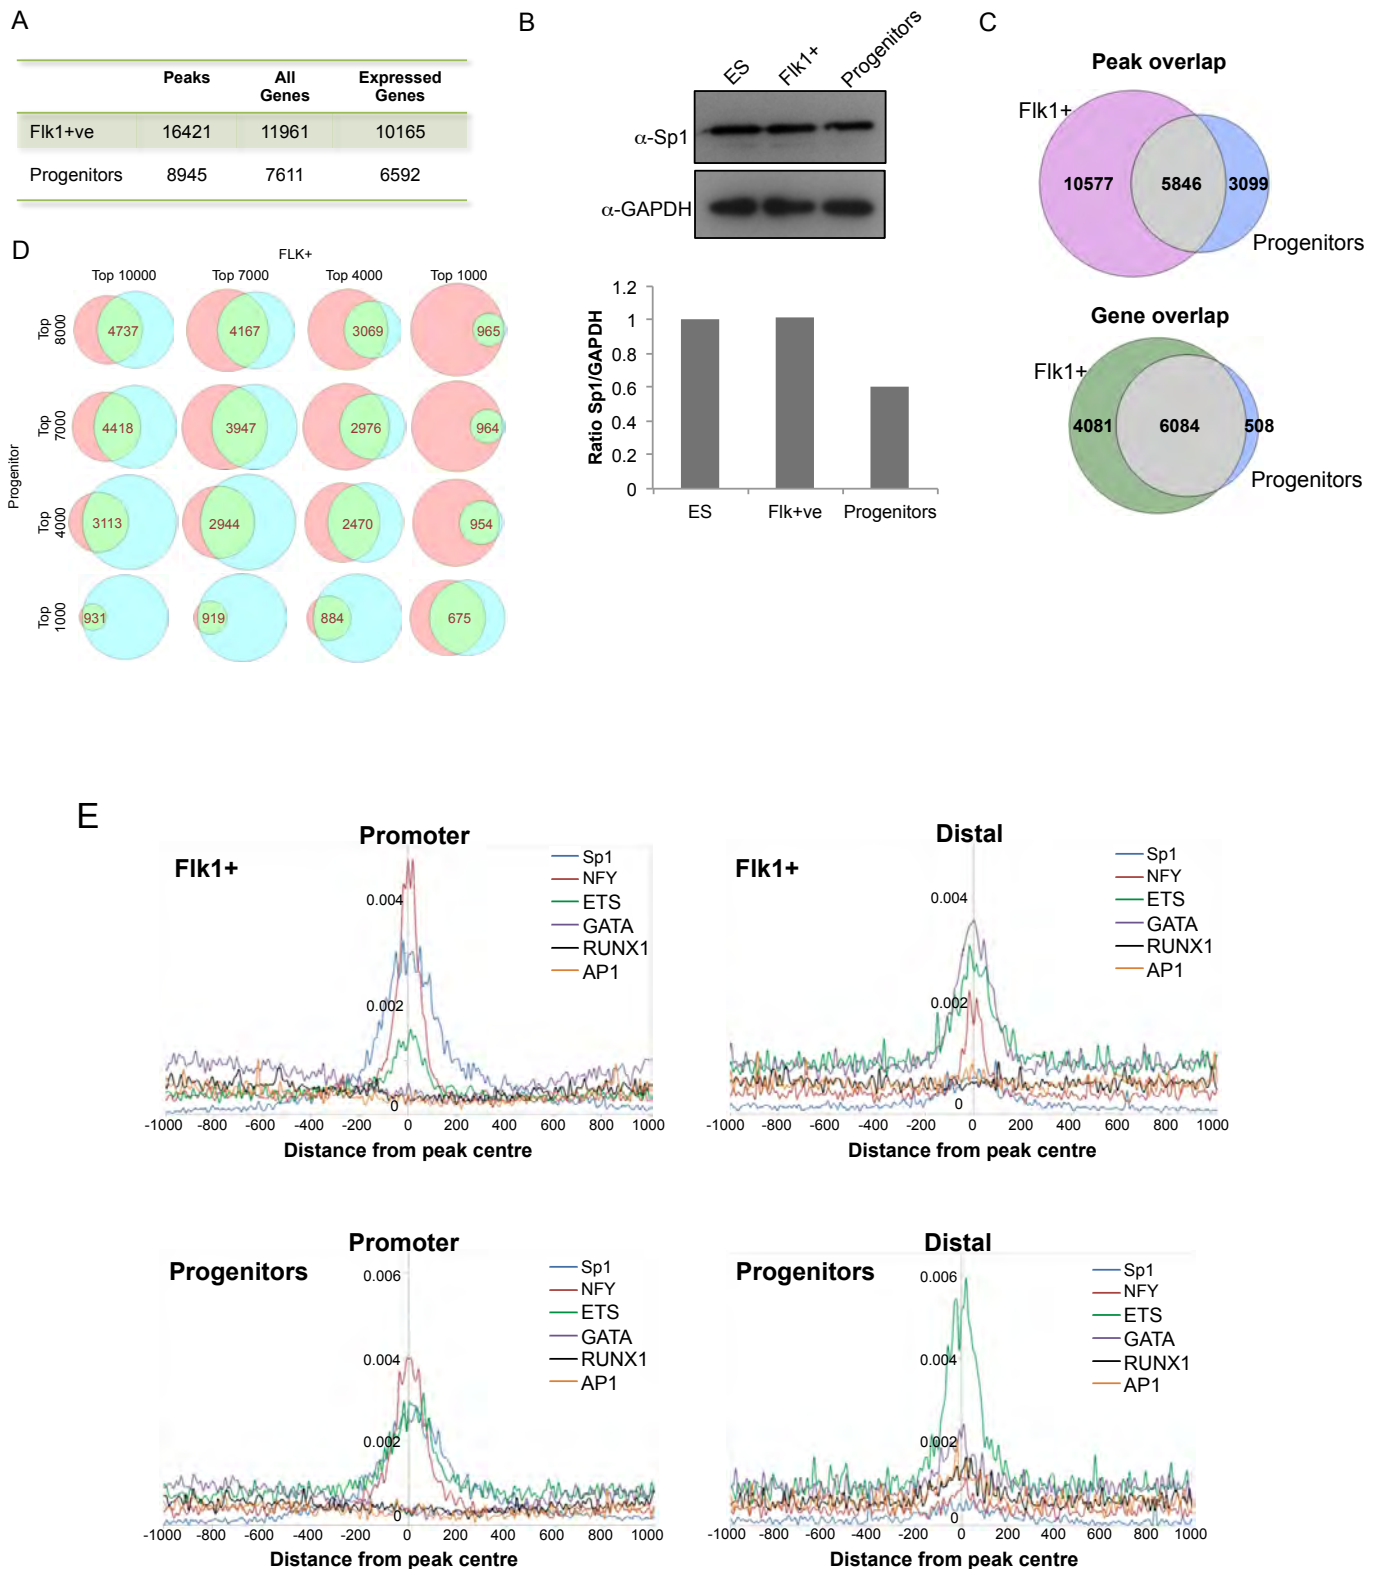 A
Peaks All Genes Expressed Genes
Flk1+ve 16421 11961 10165
Progenitors 8945 7611 6592
B
ES Flk1+ Progenitors
α-Sp1
α-GAPDH
Ratio Sp1/GAPDH
1.2
1
0.8
0.6
0.4
0.2
0
ES Flk+ve Progenitors
C
Peak overlap
Flk1+
10577 5846 3099
Progenitors
Gene overlap
Flk1+
4081 6084 508
Progenitors
D
FLK+
Top 10000 Top 7000 Top 4000 Top 1000
Progenitor
Top 8000 4737 4167 3069 965
Top 7000 4418 3947 2976 964
Top 4000 3113 2944 2470 954
Top 1000 931 919 884 675
E
Promoter
Flk1+
Sp1
NFY
ETS
GATA
RUNX1
AP1
0.004
0.002
0
-1000 -800 -600 -400 -200 0 200 400 600 800 1000
Distance from peak centre
Distal
Flk1+
Sp1
NFY
ETS
GATA
RUNX1
AP1
0.004
0.002
0
-1000 -800 -600 -400 -200 0 200 400 600 800 1000
Distance from peak centre
Promoter
Progenitors
Sp1
NFY
ETS
GATA
RUNX1
AP1
0.006
0.004
0.002
0
-1000 -800 -600 -400 -200 0 200 400 600 800 1000
Distance from peak centre
Distal
Progenitors
Sp1
NFY
ETS
GATA
RUNX1
AP1
0.006
0.004
0.002
0
-1000 -800 -600 -400 -200 0 200 400 600 800 1000
Distance from peak centre